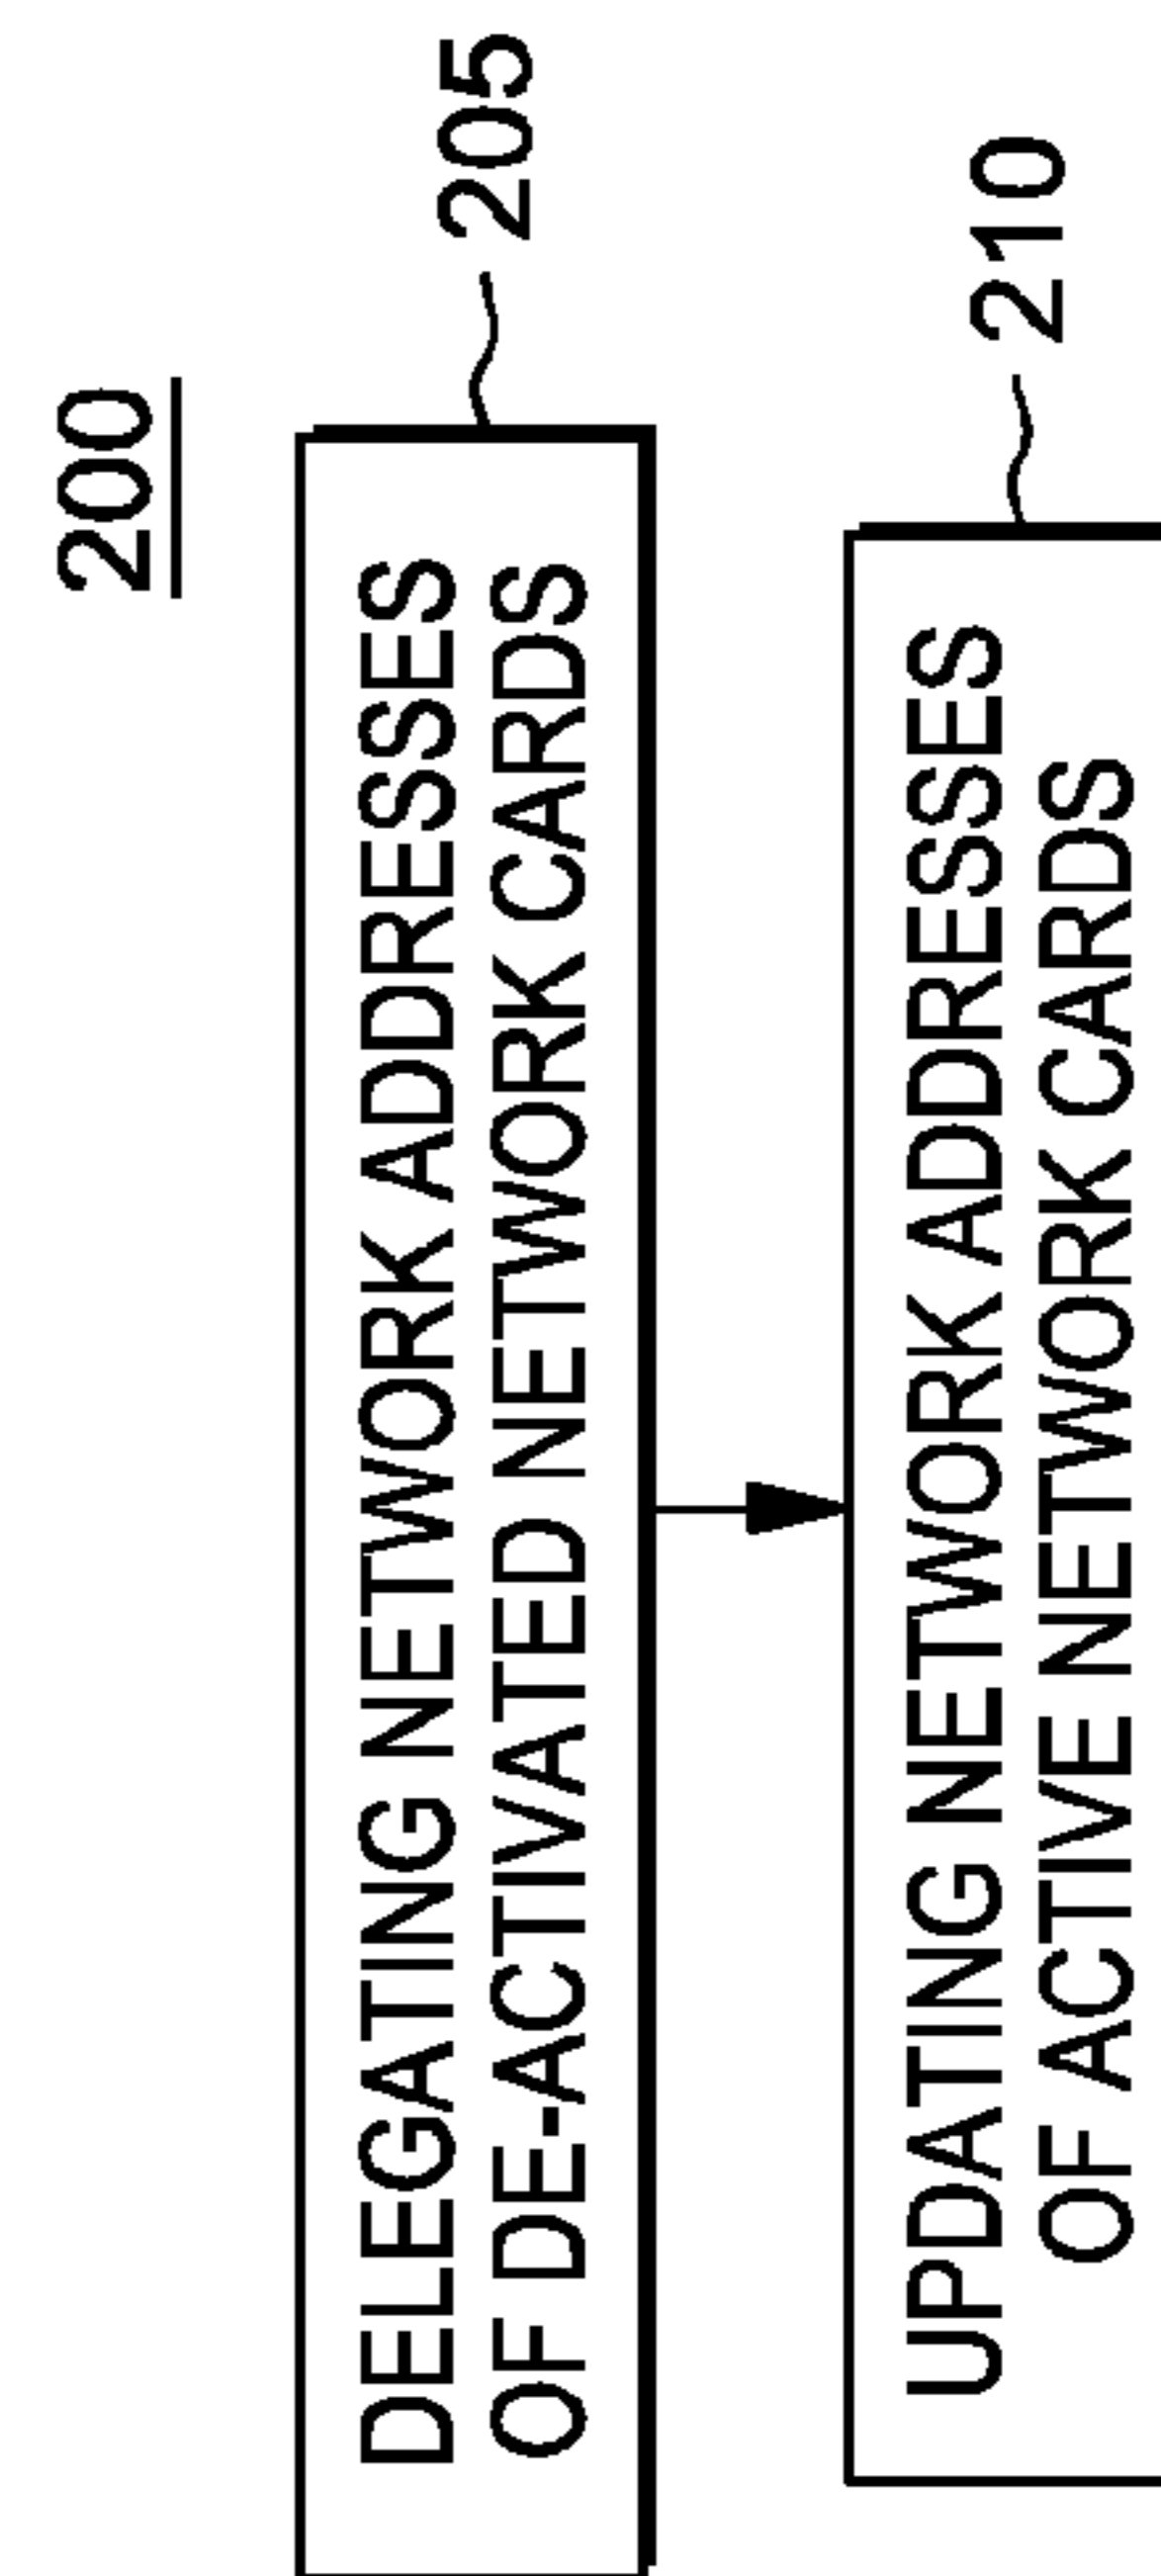 200
DELEGATING NETWORK ADDRESSES
OF DE-ACTIVATED NETWORK CARDS
205
UPDATING NETWORK ADDRESSES
OF ACTIVE NETWORK CARDS
210